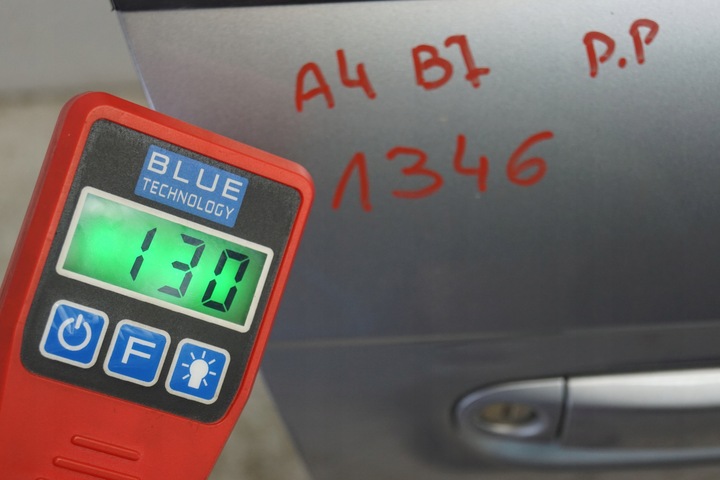 A4 B7 P.P
1346
BLUE
TECHNOLOGY
130
F